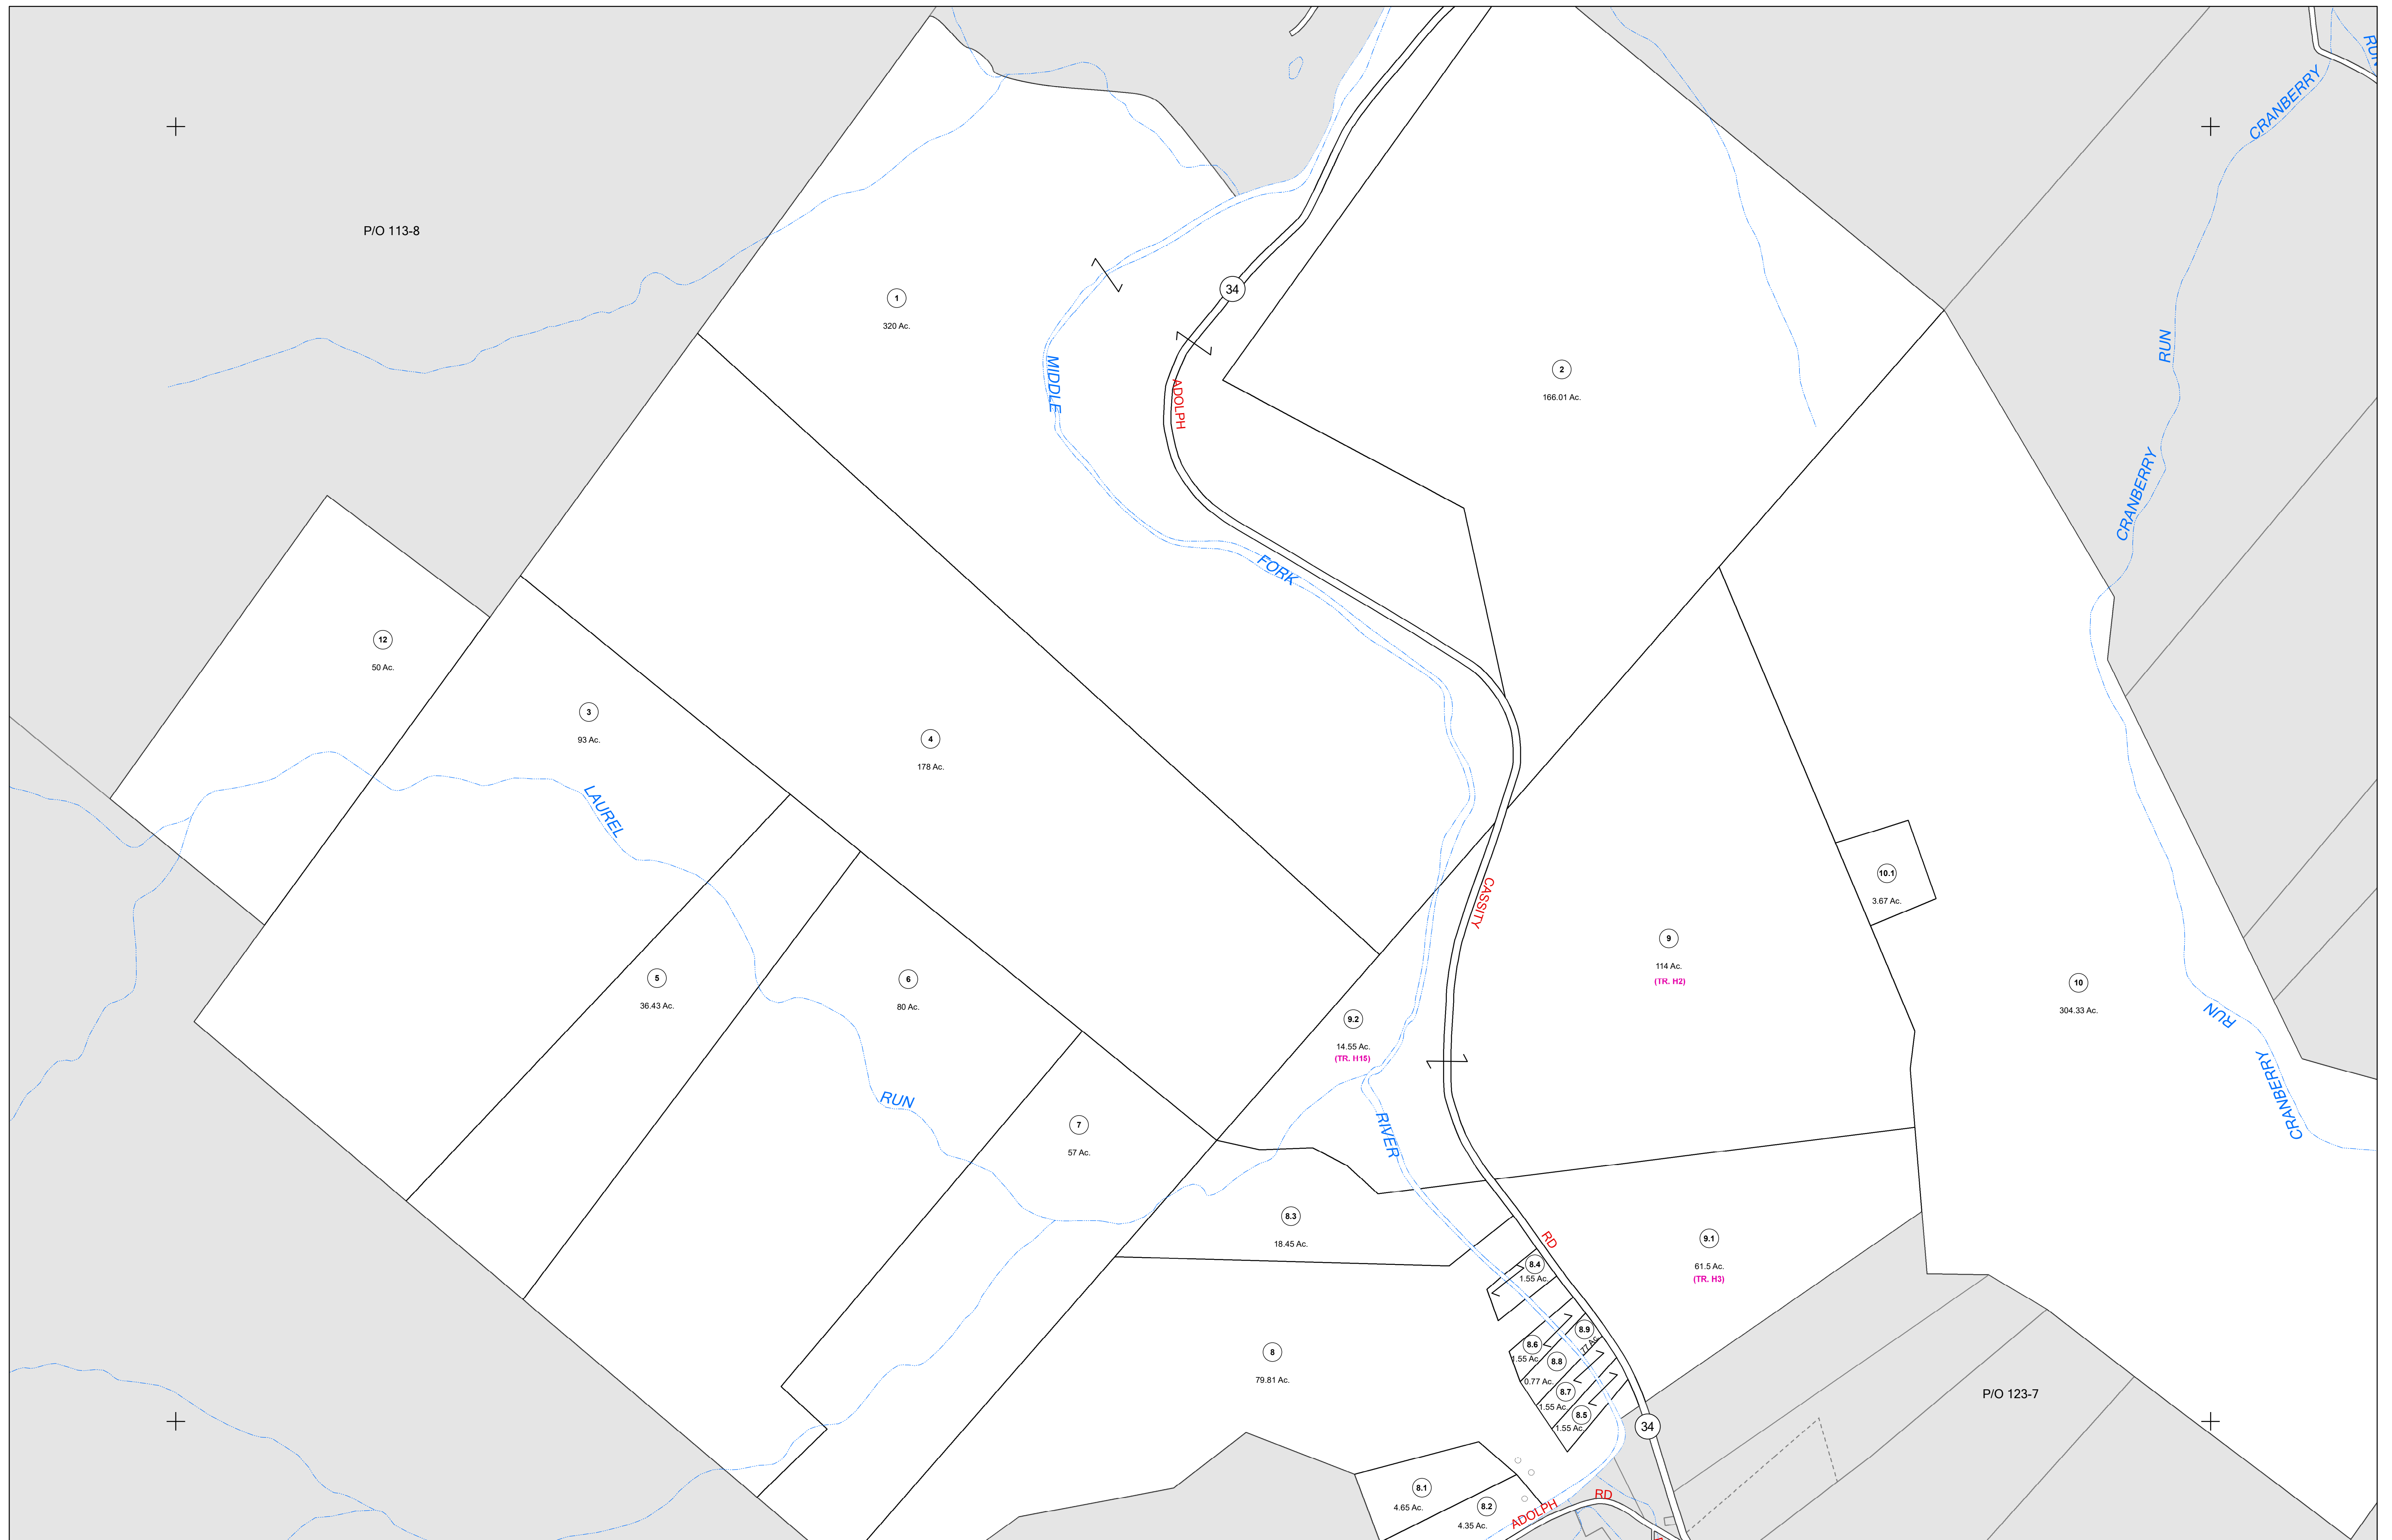 RUN
CRANBERRY
P/O 113-8
34
1
320 Ac.
RUN
2
166.01 Ac.
MIDDLE
ADOLPH
CRANBERRY
FORK
12
50 Ac.
3
93 Ac.
4
178 Ac.
LAUREL
10.1
3.67 Ac.
CASSITY
9
114 Ac.
(TR. H2)
5
36.43 Ac.
6
80 Ac.
10
304.33 Ac.
9.2
14.55 Ac.
(TR. H15)
RUN
RUN
CRANBERRY
7
57 Ac.
RIVER
8.3
18.45 Ac.
RD
9.1
61.5 Ac.
(TR. H3)
8.4
1.55 Ac.
8.9
8.6
1.55 Ac.
8.8
0.77 Ac.
8
79.81 Ac.
8.7
1.55 Ac.
P/O 123-7
8.5
1.55 Ac.
34
8.1
4.65 Ac.
8.2
4.35 Ac.
ADOLPH
RD